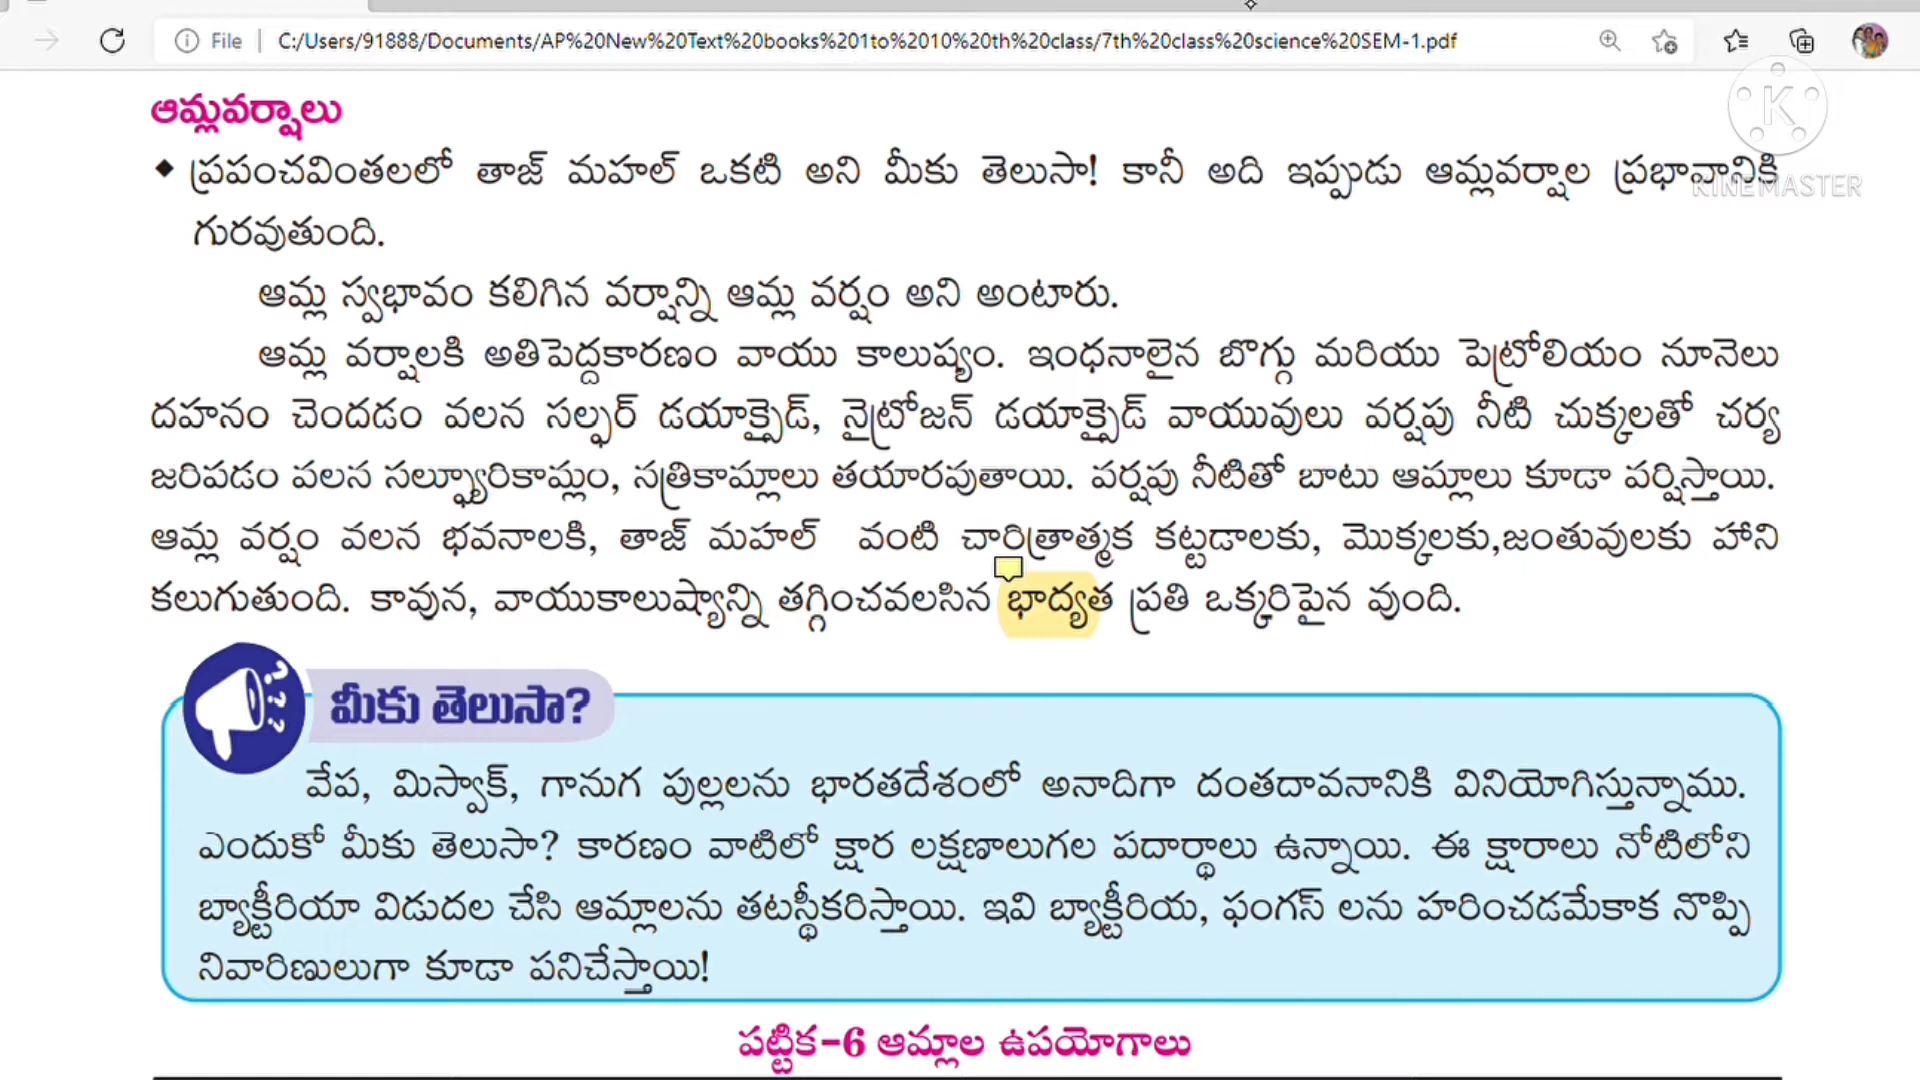 File | C:/Users/91888/Documents/AP%20New%20Text%20books%201to%2010%20th%20class/7th%20class%20science%20SEM-1.pdf
ఆమ్లవర్షాలు
K
KINEMASTER
◆ ప్రపంచవింతలలో తాజ్ మహల్ ఒకటి అని మీకు తెలుసా! కానీ అది ఇప్పుడు ఆమ్లవర్షాల ప్రభావానికి
గురవుతుంది.
ఆమ్ల స్వభావం కలిగిన వర్షాన్ని ఆమ్ల వర్షం అని అంటారు.
ఆమ్ల వర్షాలకి అతిపెద్దకారణం వాయు కాలుష్యం. ఇంధనాలైన బొగ్గు మరియు పెట్రోలియం నూనెలు
దహనం చెందడం వలన సల్ఫర్ డయాక్సైడ్, నైట్రోజన్ డయాక్సైడ్ వాయువులు వర్షపు నీటి చుక్కలతో చర్య
జరిపడం వలన సల్ఫ్యూరికామ్లం, నత్రికామ్లాలు తయారవుతాయి. వర్షపు నీటితో బాటు ఆమ్లాలు కూడా వర్షిస్తాయి.
ఆమ్ల వర్షం వలన భవనాలకి, తాజ్ మహల్ వంటి చారిత్రాత్మక కట్టడాలకు, మొక్కలకు,జంతువులకు హాని
కలుగుతుంది. కావున, వాయుకాలుష్యాన్ని తగ్గించవలసిన భాద్యత ప్రతి ఒక్కరిపైన వుంది.
మీకు తెలుసా?
వేప, మిస్వాక్, గానుగ పుల్లలను భారతదేశంలో అనాదిగా దంతదావనానికి వినియోగిస్తున్నాము.
ఎందుకో మీకు తెలుసా? కారణం వాటిలో క్షార లక్షణాలుగల పదార్థాలు ఉన్నాయి. ఈ క్షారాలు నోటిలోని
బ్యాక్టీరియా విడుదల చేసి ఆమ్లాలను తటస్థీకరిస్తాయి. ఇవి బ్యాక్టీరియ, ఫంగస్ లను హరించడమేకాక నొప్పి
నివారిణులుగా కూడా పనిచేస్తాయి!
పట్టిక-6 ఆమ్లాల ఉపయోగాలు